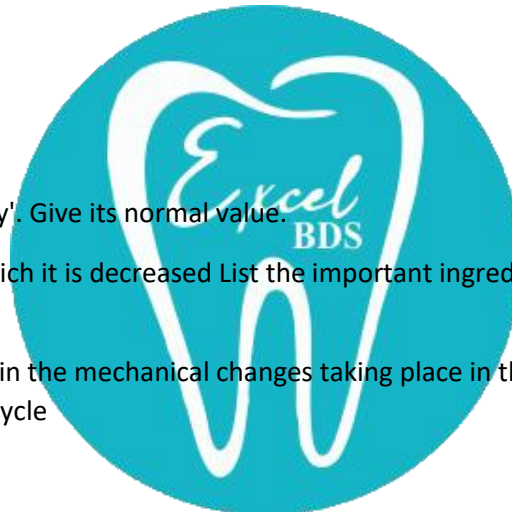 y'. Give its normal value.
Excel
BDS
ich it is decreased List the important ingred
in the mechanical changes taking place in t
ycle